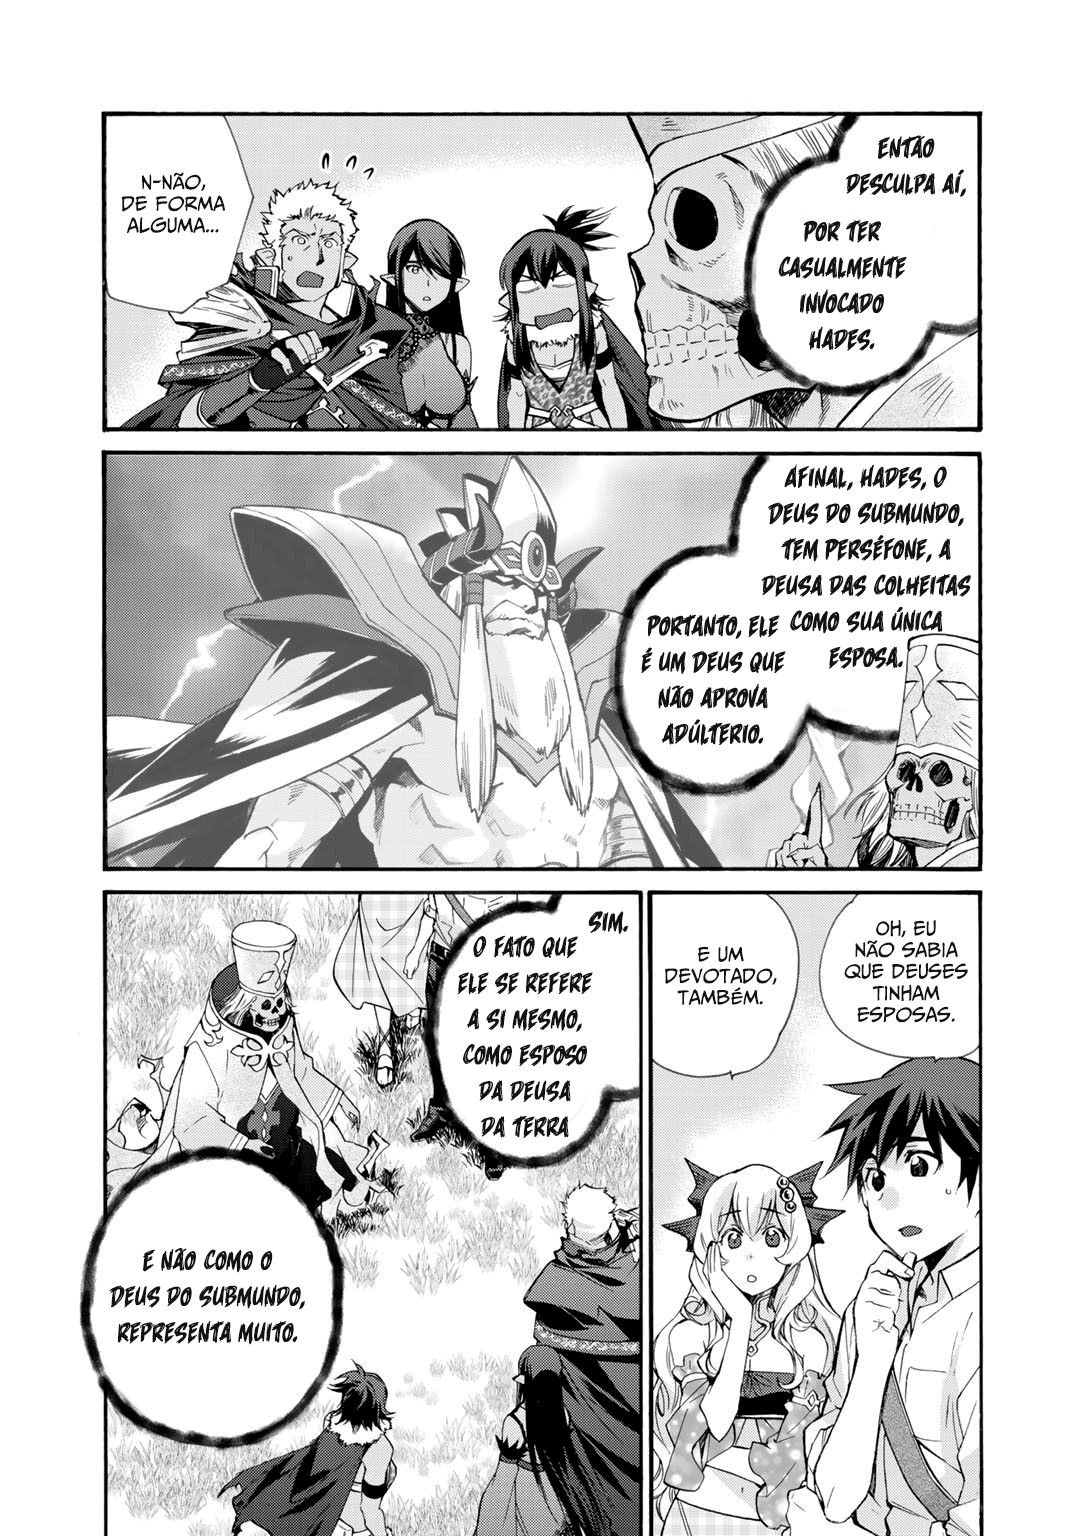 ENTÃO
DESCULPA AÍ,
POR TER
CASUALMENTE
INVOCADO
HADES.
N-NÃO,
DE FORMA
ALGUMA...
AFINAL, HADES, O
DEUS DO SUBMUNDO,
TEM PERSÉFONE, A
DEUSA DAS COLHEITAS
COMO SUA ÚNICA
ESPOSA.
PORTANTO, ELE
É UM DEUS QUE
NÃO APROVA
ADÚLTERIO.
OH, EU
NÃO SABIA
QUE DEUSES
TINHAM
ESPOSAS.
E UM
DEVOTADO,
TAMBÉM.
SIM.
O FATO QUE
ELE SE REFERE
A SI MESMO,
COMO ESPOSO
DA DEUSA
DA TERRA
E NÃO COMO O
DEUS DO SUBMUNDO,
REPRESENTA MUITO.